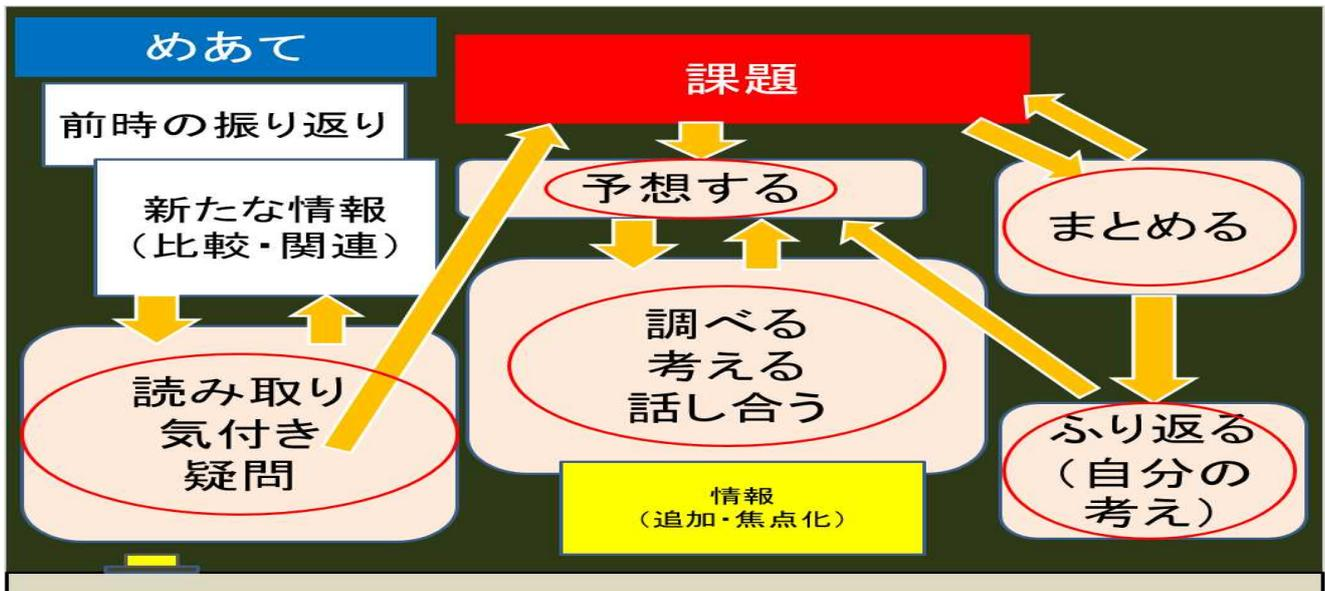 めあて
前時の振り返り
新たな情報
（比較・関連）
読み取り
気付き
疑問
課題
予想する
調べる
考える
話し合う
情報
（追加・焦点化）
まとめる
ふり返る
（自分の
考え）